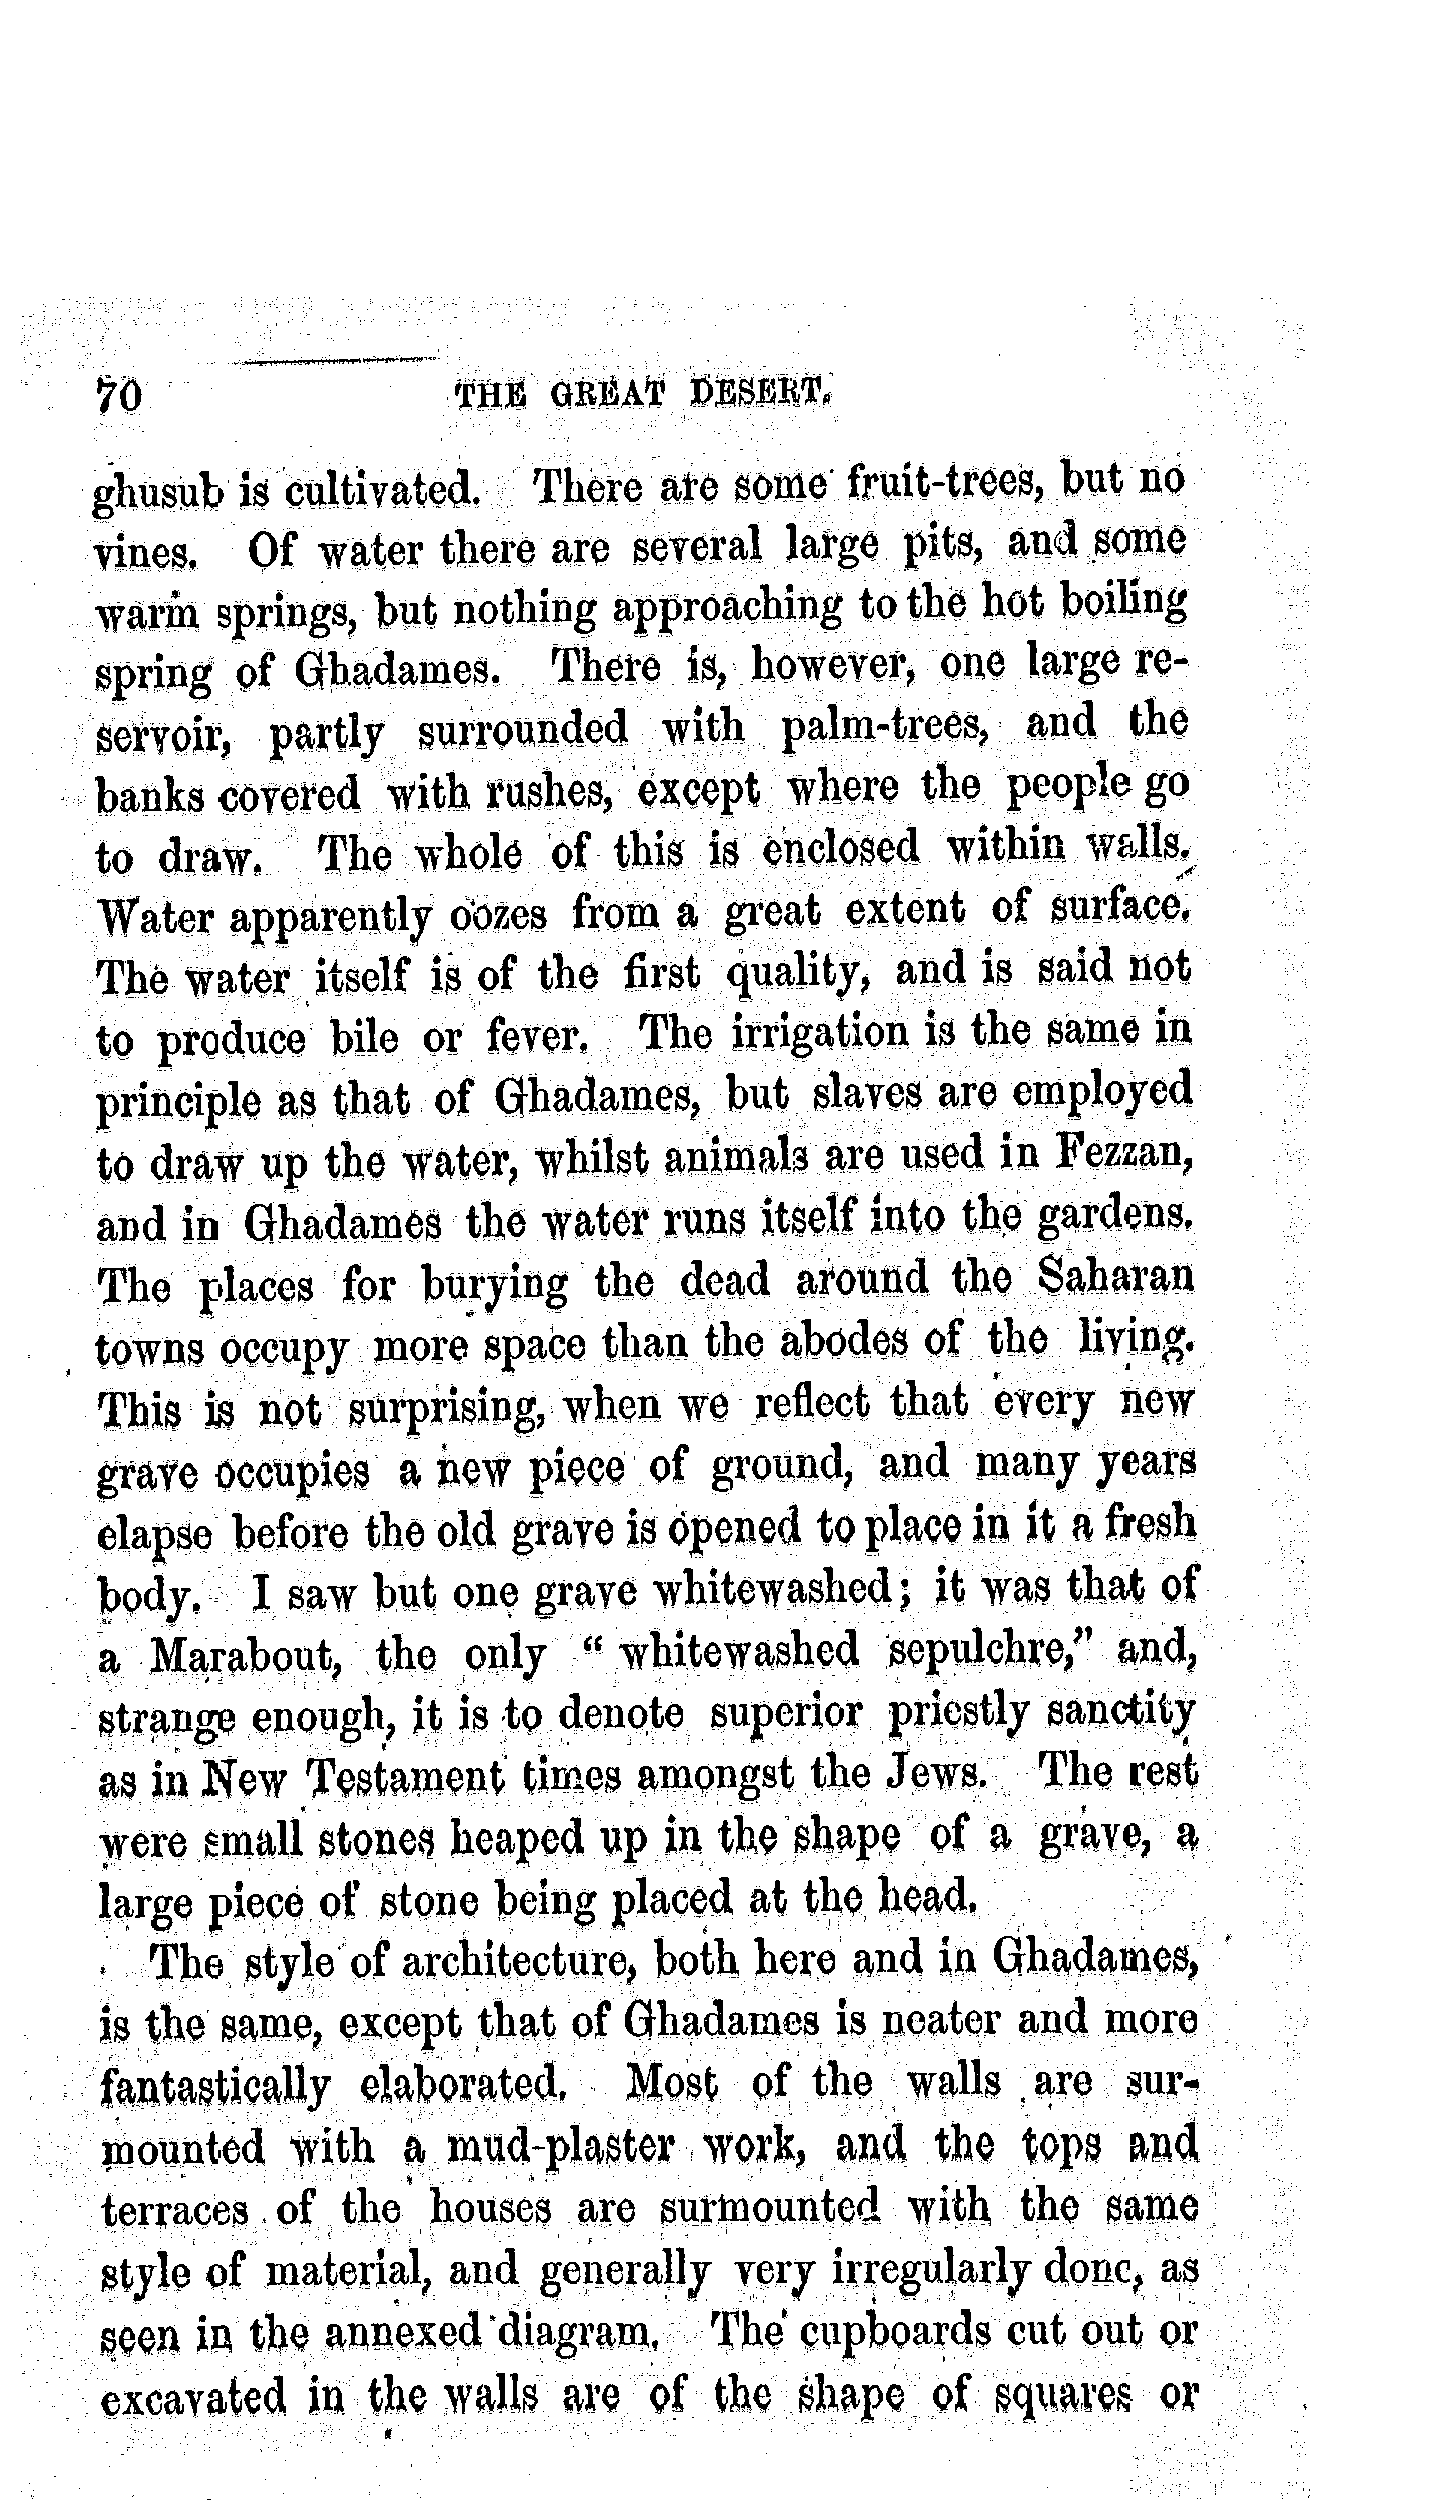 70 THE GREAT DESERT.
ghusub is cultivated. There are some fruit-trees, but no
vines. Of water there are several large pits, and some
warm springs, but nothing approaching to the hot boiling
spring of Ghadames. There is, however, one large re-
servoir, partly surrounded with palm-trees, and the
banks covered with rushes, except where the people go
to draw. The whole of this is enclosed within walls.
Water apparently oozes from a great extent of surface.
The water itself is of the first quality, and is said not
to produce bile or fever. The irrigation is the same in
principle as that of Ghadames, but slaves are employed
to draw up the water, whilst animals are used in Fezzan,
and in Ghadames the water runs itself into the gardens.
The places for burying the dead around the Saharan
towns occupy more space than the abodes of the living.
This is not surprising, when we reflect that every new
grave occupies a new piece of ground, and many years
elapse before the old grave is opened to place in it a fresh
body. I saw but one grave whitewashed; it was that of
a Marabout, the only “ whitewashed sepulchre,” and,
strange enough, it is to denote superior priestly sanctity
as in New Testament times amongst the Jews. The rest
were small stones heaped up in the shape of a grave, a
large piece of stone being placed at the head.
The style of architecture, both here and in Ghadames,
is the same, except that of Ghadames is neater and more
fantastically elaborated. Most of the walls are sur-
mounted with a mud-plaster work, and the tops and
terraces of the houses are surmounted with the same
style of material, and generally very irregularly done, as
seen in the annexed diagram. The cupboards cut out or
excavated in the walls are of the shape of squares or